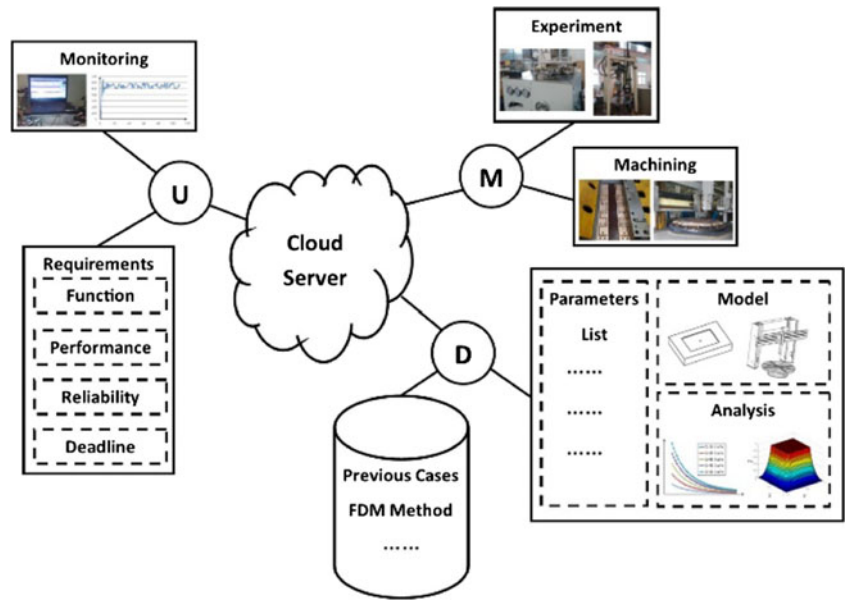 Experiment
Monitoring
Machining
M
U
Cloud
Server
Requirements
Function
Performance
Reliability
Deadline
D
Parameters
List
......
......
......
Model
Analysis
Previous Cases
FDM Method
......